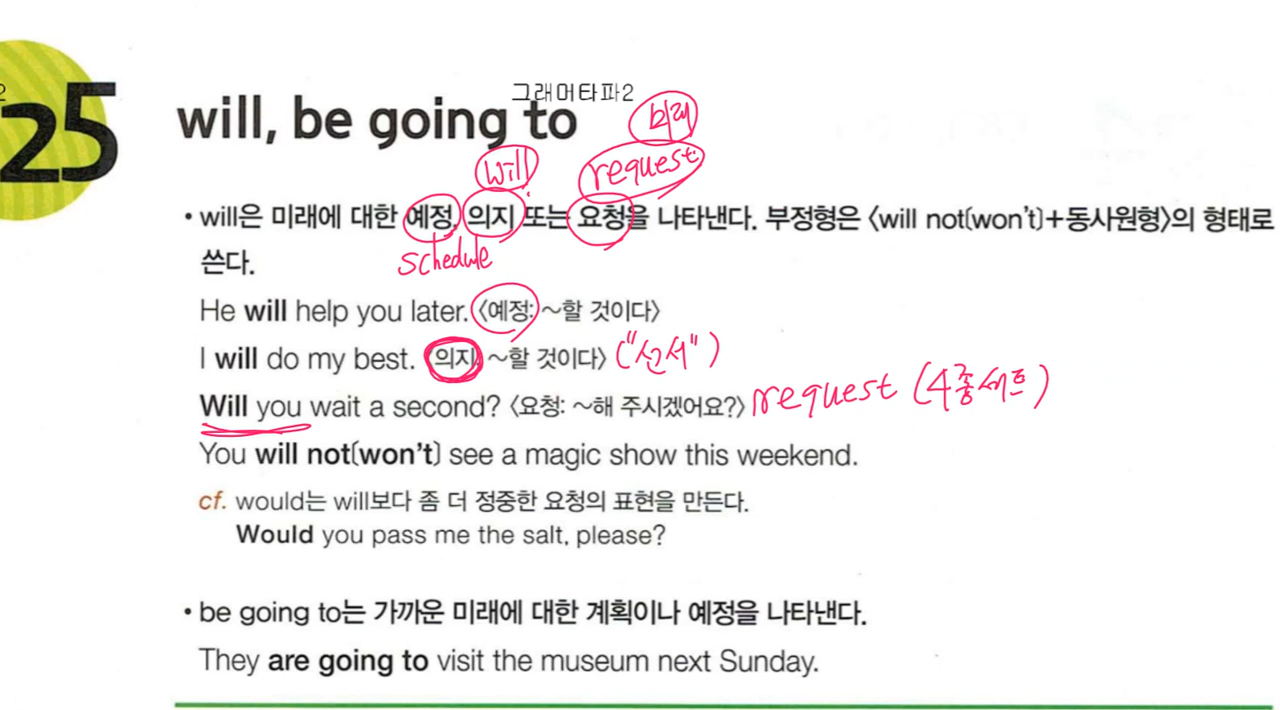 2
25
그래머타파2
will, be going to
미래
will
request
• will은 미래에 대한 예정, 의지 또는 요청을 나타낸다. 부정형은 〈will not(won't)+동사원형〉의 형태로
schedule
쓴다.
He will help you later. 〈예정: ~할 것이다〉
I will do my best. 의지 ~할 것이다〉 ("선서")
Will you wait a second? 〈요청: ~해 주시겠어요?〉 request (4종세트)
You will not(won't) see a magic show this weekend.
cf. would는 will보다 좀 더 정중한 요청의 표현을 만든다.
Would you pass me the salt, please?
• be going to는 가까운 미래에 대한 계획이나 예정을 나타낸다.
They are going to visit the museum next Sunday.